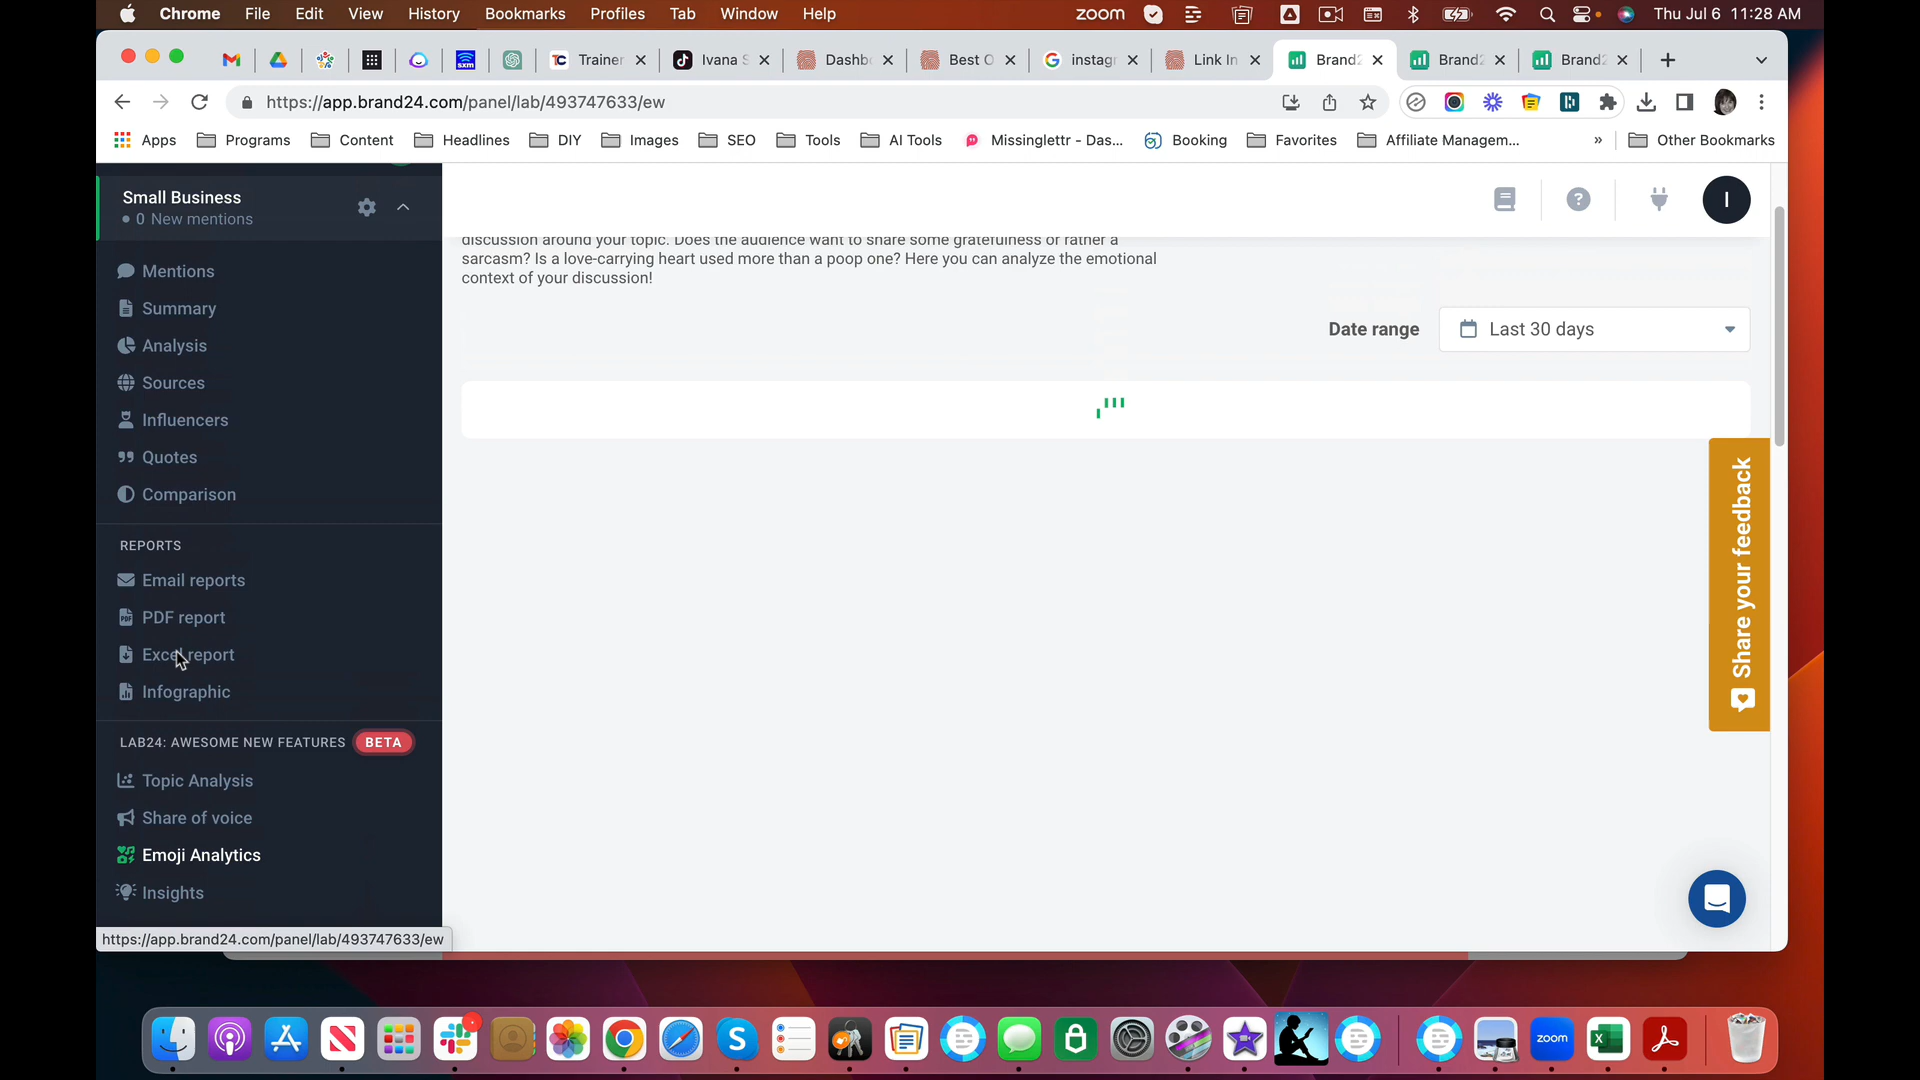 Chrome File Edit View History Bookmarks Profiles Tab Window Help
zoom Thu Jul 6 11:28 AM
sxm TC Trainer Ivana S Dashb Best O instagr Link In Brand2 Brand2 Brand2
https://app.brand24.com/panel/lab/493747633/ew
Apps Programs Content Headlines DIY Images SEO Tools AI Tools Missinglettr - Das... Booking Favorites Affiliate Managem... » Other Bookmarks
Small Business
0 New mentions
I
discussion around your topic. Does the audience want to share some gratefulness or rather a
sarcasm? Is a love-carrying heart used more than a poop one? Here you can analyze the emotional
context of your discussion!
Date range
Last 30 days
Mentions
Summary
Analysis
Sources
Influencers
Quotes
Comparison
REPORTS
Email reports
PDF report
Excel report
Infographic
LAB24: AWESOME NEW FEATURES BETA
Topic Analysis
Share of voice
Emoji Analytics
Insights
Share your feedback
https://app.brand24.com/panel/lab/493747633/ew
zoom